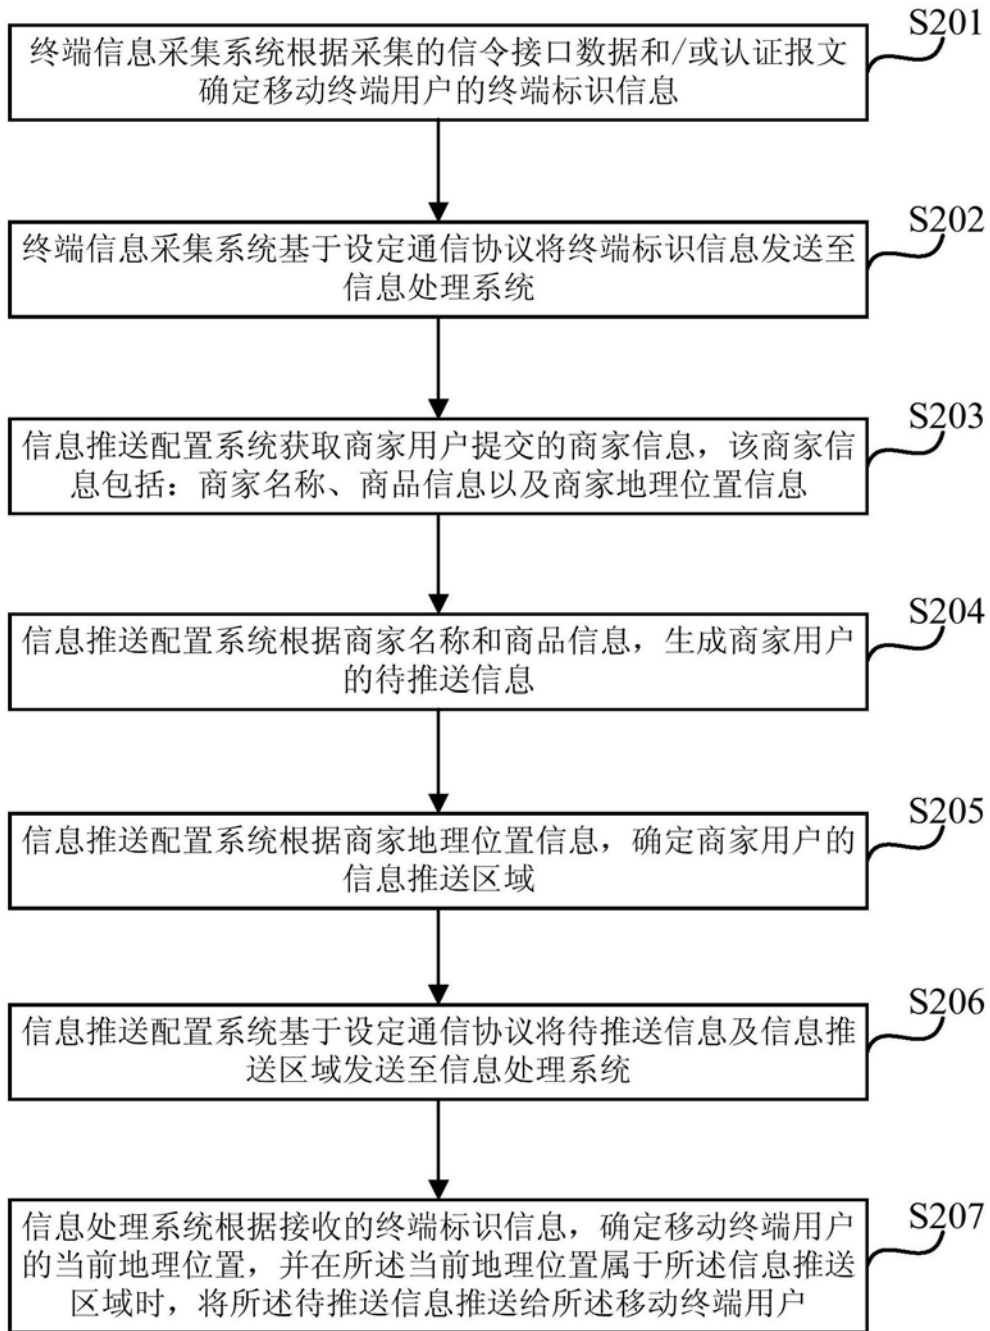 S201
终端信息采集系统根据采集的信令接口数据和/或认证报文
确定移动终端用户的终端标识信息
S202
终端信息采集系统基于设定通信协议将终端标识信息发送至
信息处理系统
S203
信息推送配置系统获取商家用户提交的商家信息，该商家信
息包括：商家名称、商品信息以及商家地理位置信息
S204
信息推送配置系统根据商家名称和商品信息，生成商家用户
的待推送信息
S205
信息推送配置系统根据商家地理位置信息，确定商家用户的
信息推送区域
S206
信息推送配置系统基于设定通信协议将待推送信息及信息推
送区域发送至信息处理系统
S207
信息处理系统根据接收的终端标识信息，确定移动终端用户
的当前地理位置，并在所述当前地理位置属于所述信息推送
区域时，将所述待推送信息推送给所述移动终端用户